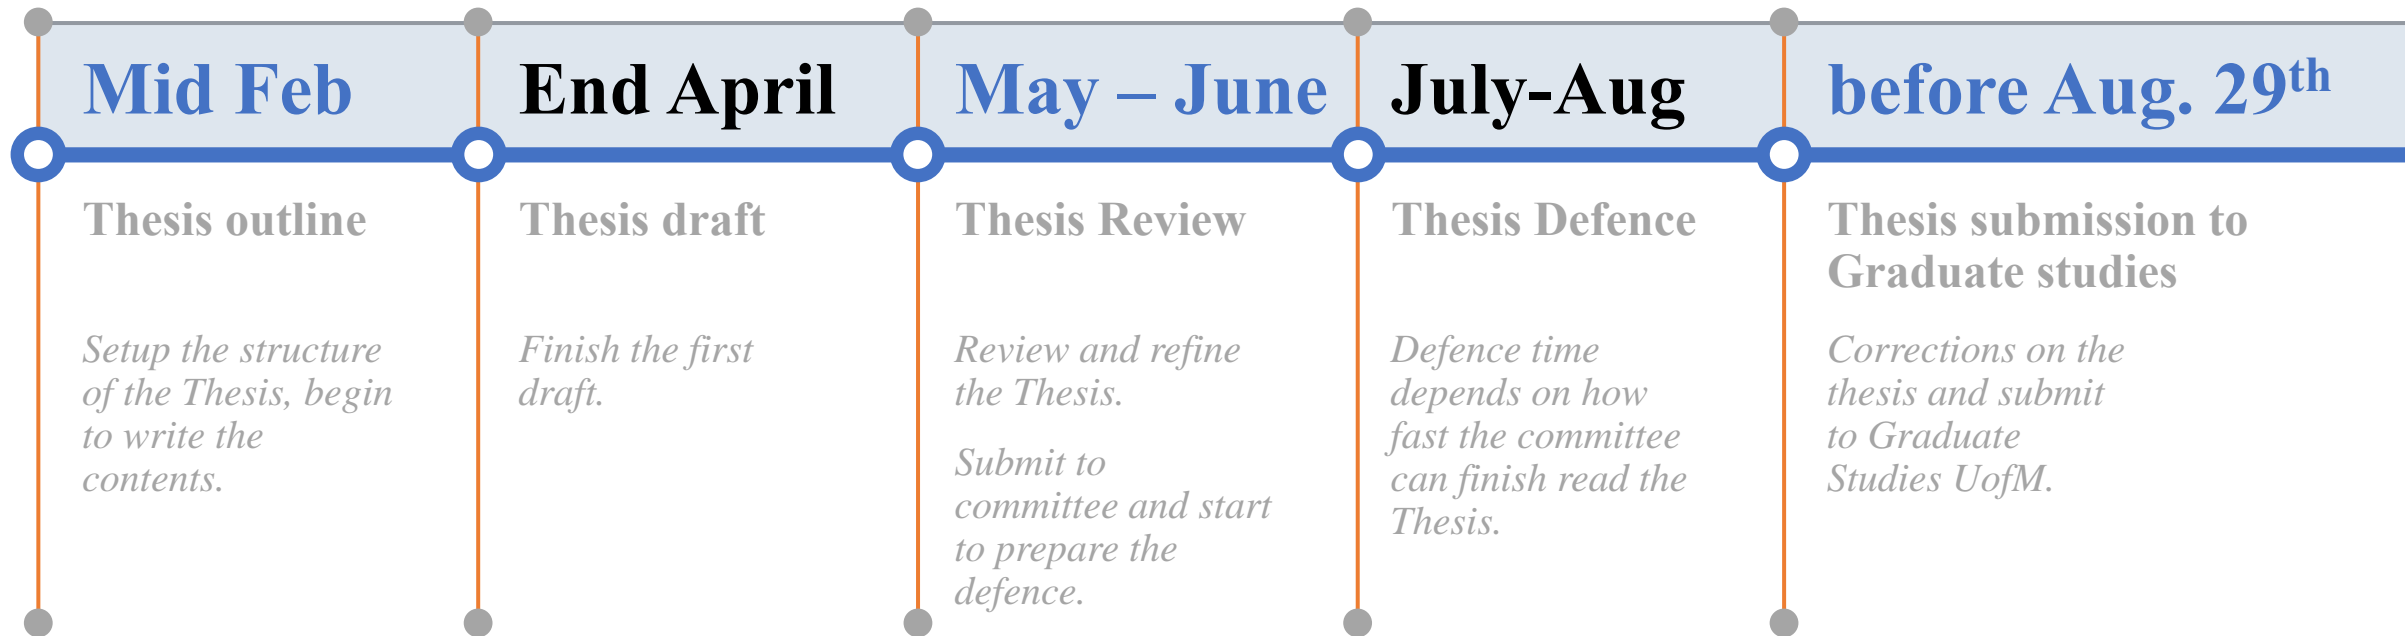 Mid Feb
End April
May – June
July-Aug
before Aug. 29th
Thesis outline
Thesis draft
Thesis Review
Thesis Defence
Thesis submission to
Graduate studies
Setup the structure
of the Thesis, begin
to write the
contents.
Finish the first
draft.
Review and refine
the Thesis.
Submit to
committee and start
to prepare the
defence.
Defence time
depends on how
fast the committee
can finish read the
Thesis.
Corrections on the
thesis and submit
to Graduate
Studies UofM.